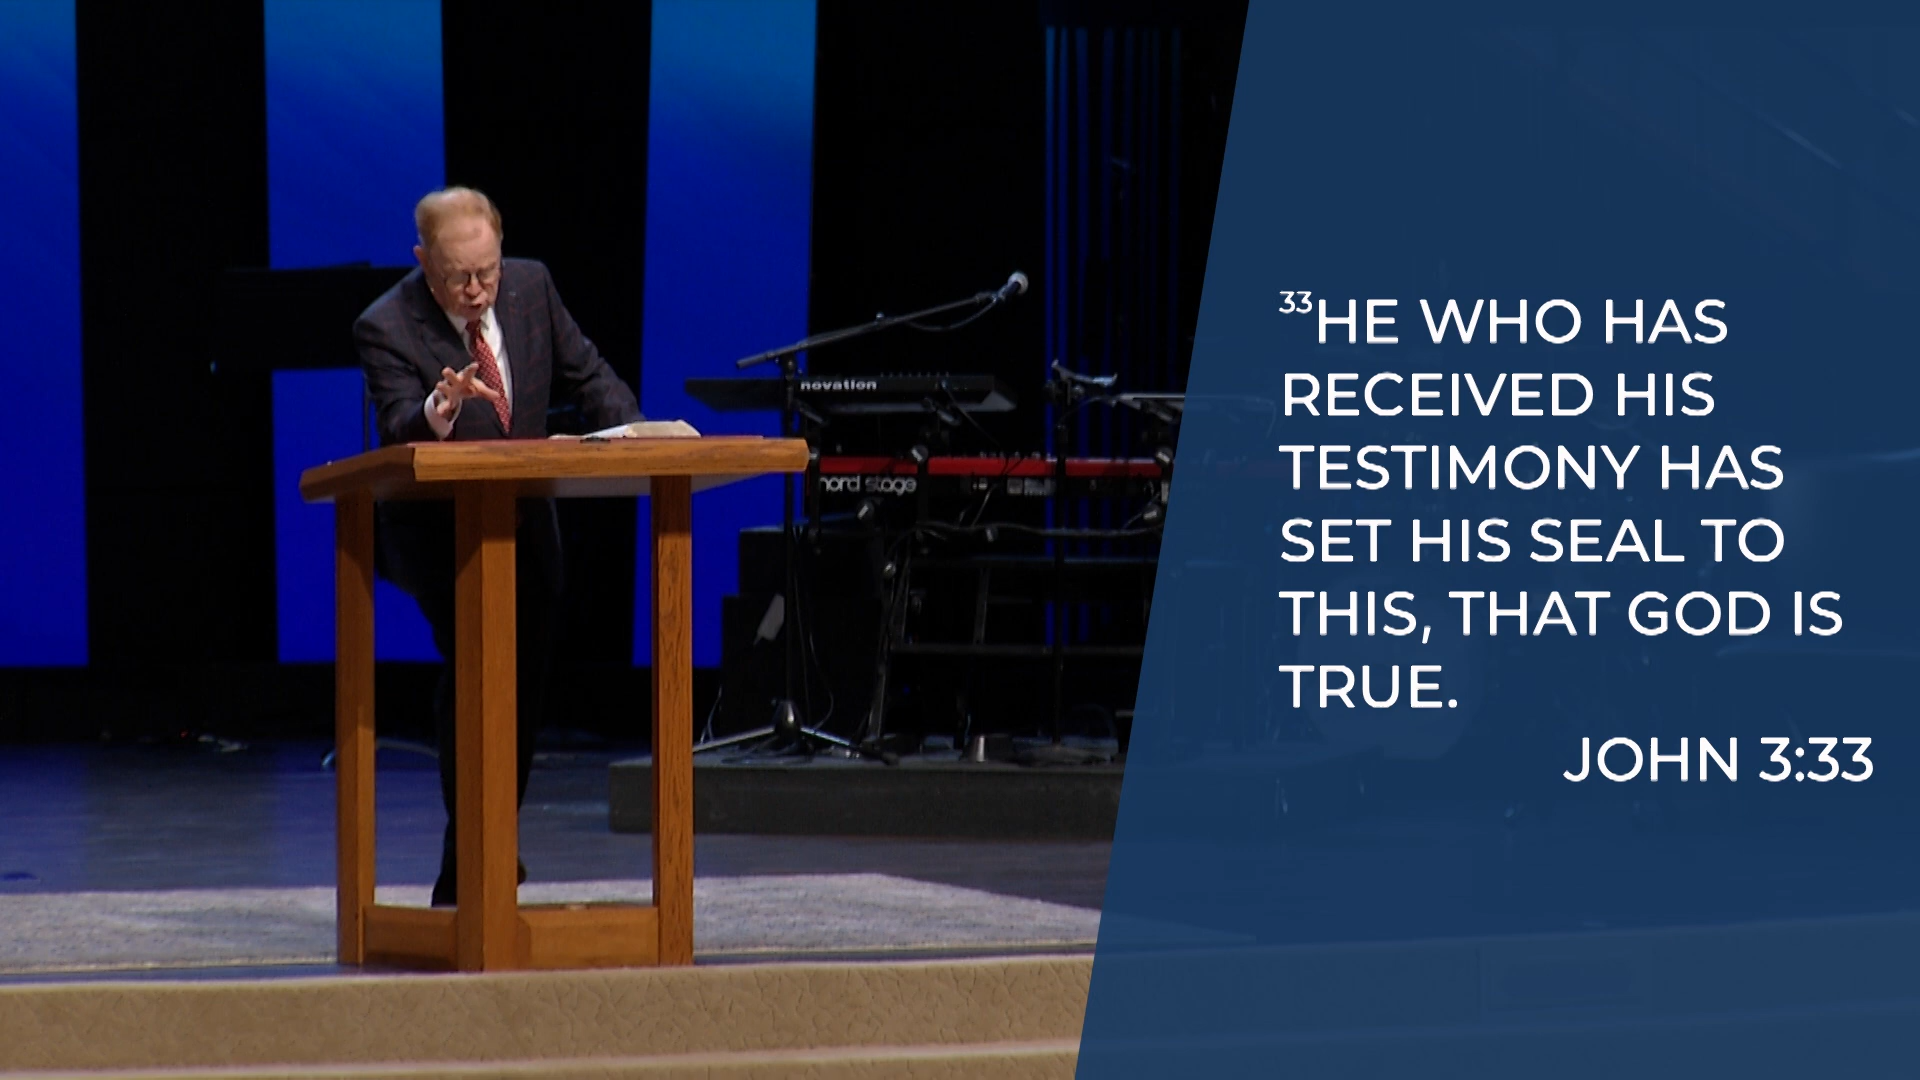 novation
nord stage
33HE WHO HAS
RECEIVED HIS
TESTIMONY HAS
SET HIS SEAL TO
THIS, THAT GOD IS
TRUE.
JOHN 3:33